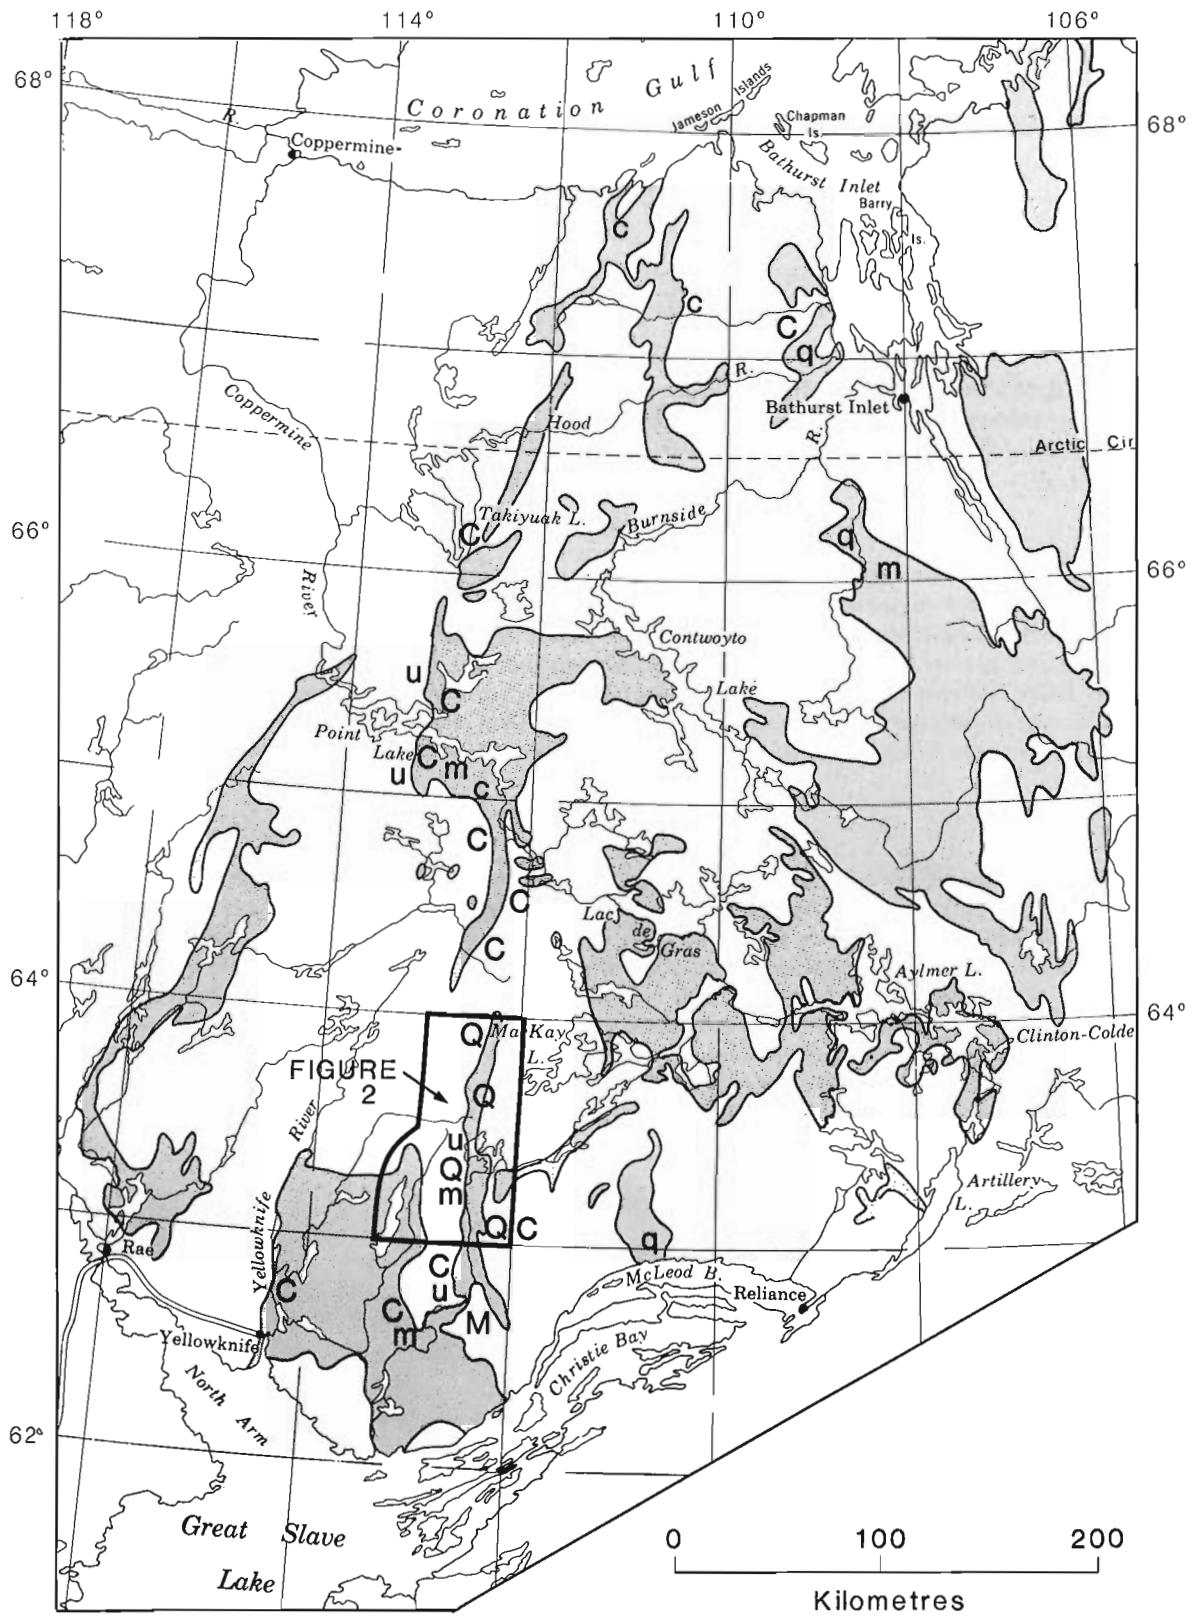 118° 114° 110° 106°
68°
Gulf
Coronation
Jameson Islands
Chapman
Is.
68°
R.
Coppermine
Bathurst Inlet
Barry
Is.
c
c
C
q
R.
Bathurst Inlet
Coppermine
Hood
R.
Arctic Cir
Takiyuak L.
C
Burnside
66°
q
m
66°
River
Contwoyto
Lake
u
C
Point
Lake
C
m
u
c
C
C
Lac
de
Gras
C
Aylmer L.
64°
64°
Q
MacKay
L.
Clinton-Colde
FIGURE
2
Q
River
u
Q
m
Artillery
L.
Q C
Yellowknife
Rae
q
C
u
McLeod B.
Reliance
C
C
m
M
Yellowknife
Christie Bay
North Arm
62°
Great Slave
Lake
0 100 200
Kilometres